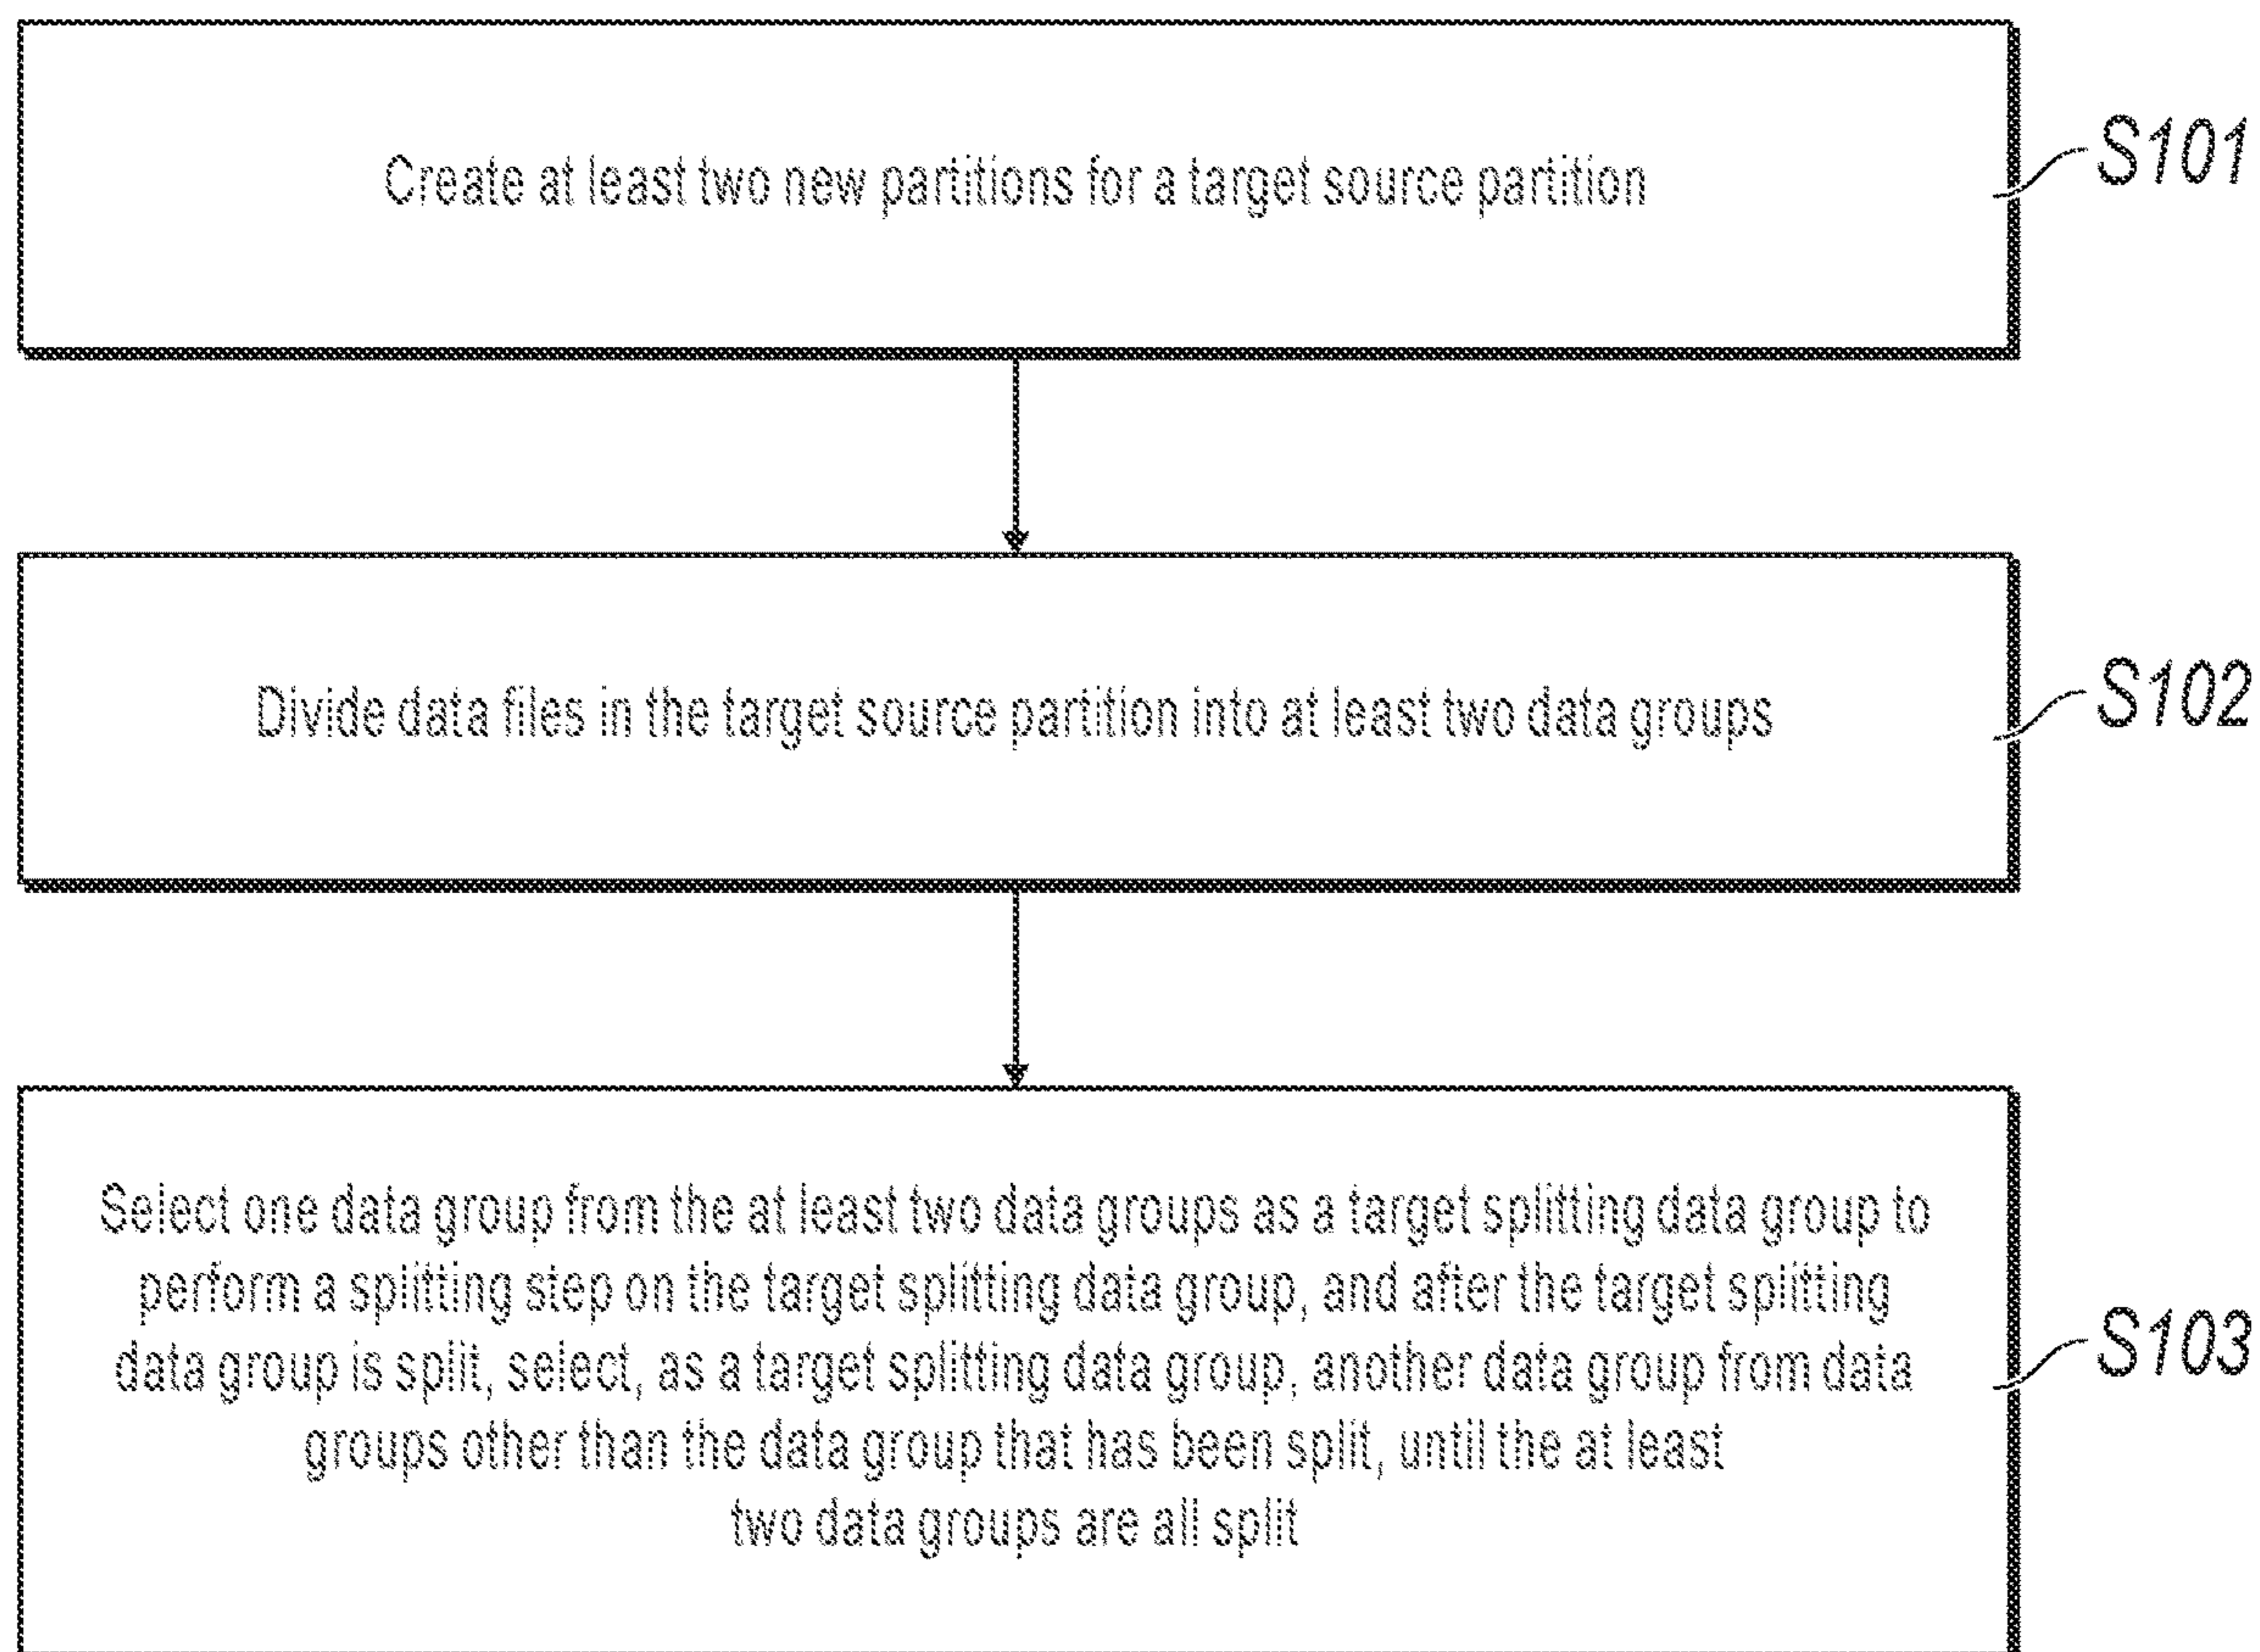 Create at least two new partitions for a target source partition
S101
Divide data files in the target source partition into at least two data groups
S102
Select one data group from the at least two data groups as a target splitting data group to
perform a splitting step on the target splitting data group, and after the target splitting
data group is split, select, as a target splitting data group, another data group from data
groups other than the data group that has been split, until the at least
two data groups are all split
S103